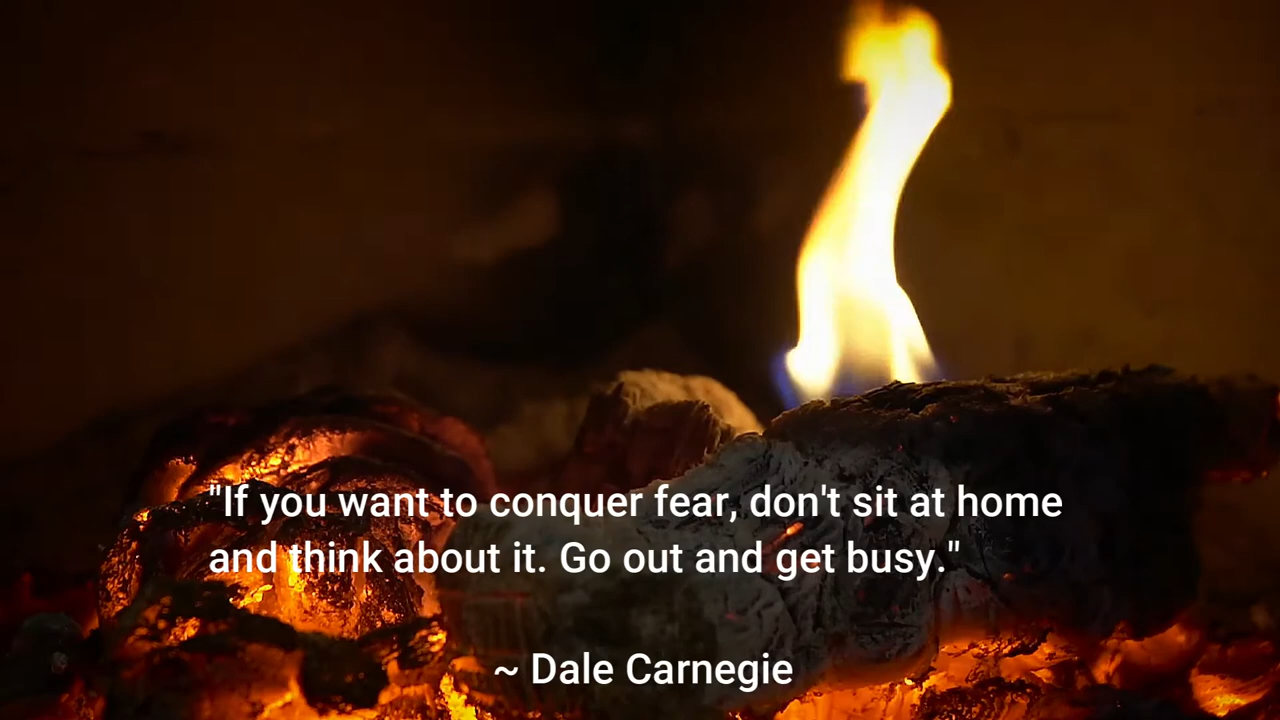 "If you want to conquer fear, don't sit at home
and think about it. Go out and get busy."
~ Dale Carnegie